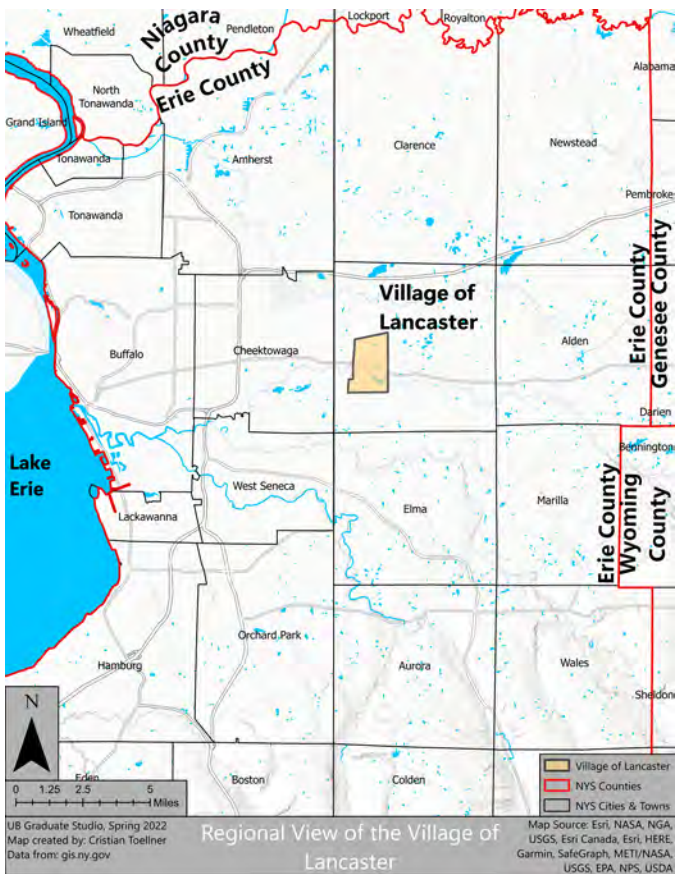 Wheatfield
Niagara
County
Pendleton
Lockport
Royalton
Erie County
North
Tonawanda
Alabama
Grand Island
Tonawanda
Amherst
Clarence
Newstead
Pembroke
Tonawanda
Village of
Lancaster
Erie County
Genesee County
Buffalo
Cheektowaga
Alden
Darien
Bennington
Lake
Erie
West Seneca
Lackawanna
Elma
Marilla
Erie County
Wyoming
County
Orchard Park
Hamburg
Aurora
Wales
Sheldon
N
Eden
Boston
Colden
0 1.25 2.5 5
Miles
Village of Lancaster
NYS Counties
NYS Cities & Towns
UB Graduate Studio, Spring 2022
Map created by: Cristian Toellner
Data from: gis.ny.gov
Regional View of the Village of
Lancaster
Map Source: Esri, NASA, NGA,
USGS, Esri Canada, Esri, HERE,
Garmin, SafeGraph, METI/NASA,
USGS, EPA, NPS, USDA